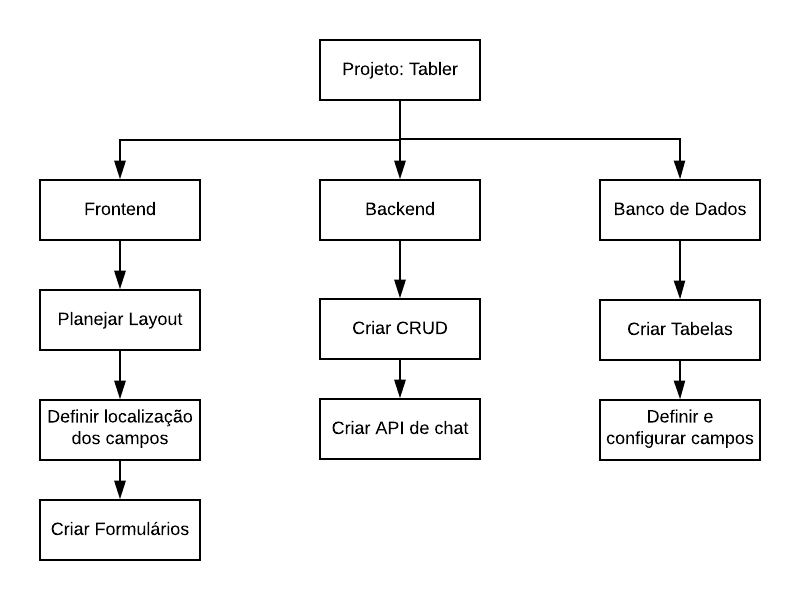 Projeto: Tabler
Frontend
Backend
Banco de Dados
Planejar Layout
Criar CRUD
Criar Tabelas
Definir localização
dos campos
Criar API de chat
Definir e
configurar campos
Criar Formulários